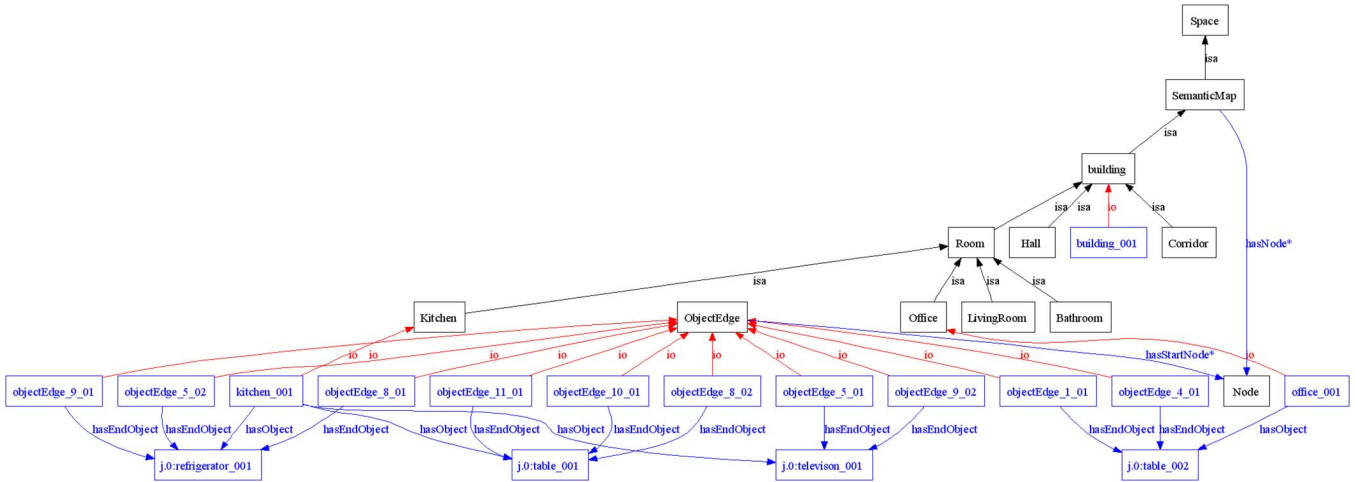 Space
isa
SemanticMap
isa
building
isa
isa
io
isa
Room
Hall
building_001
Corridor
hasNode*
isa
isa
isa
isa
Kitchen
ObjectEdge
Office
LivingRoom
Bathroom
io
io
io
io
io
io
io
io
io
io
io
hasStartNode*
io
objectEdge_9_01
objectEdge_5_02
kitchen_001
objectEdge_8_01
objectEdge_11_01
objectEdge_10_01
objectEdge_8_02
objectEdge_5_01
objectEdge_9_02
objectEdge_1_01
objectEdge_4_01
Node
office_001
hasEndObject
hasEndObject
hasObject
hasEndObject
hasObject
hasEndObject
hasObject
hasEndObject
hasEndObject
hasEndObject
hasEndObject
hasEndObject
hasEndObject
hasObject
j.0:refrigerator_001
j.0:table_001
j.0:televison_001
j.0:table_002